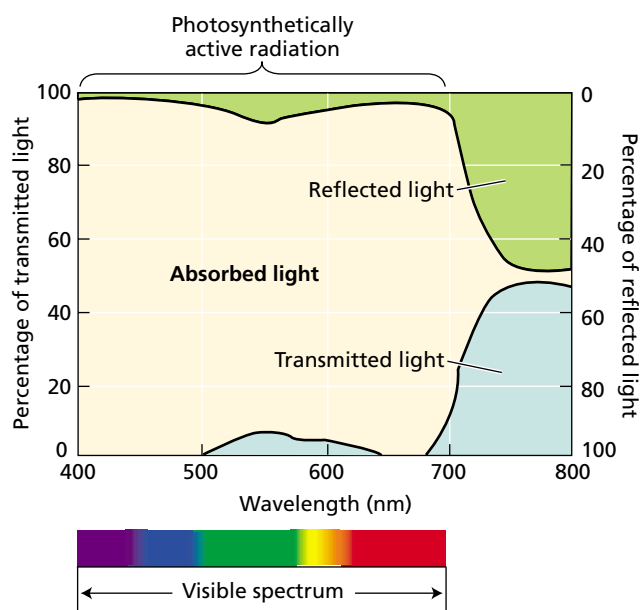 Photosynthetically
active radiation
100
80
60
40
20
0
Percentage of transmitted light
0
20
40
60
80
100
Percentage of reflected light
Reflected light
Absorbed light
Transmitted light
400
500
600
700
800
Wavelength (nm)
Visible spectrum